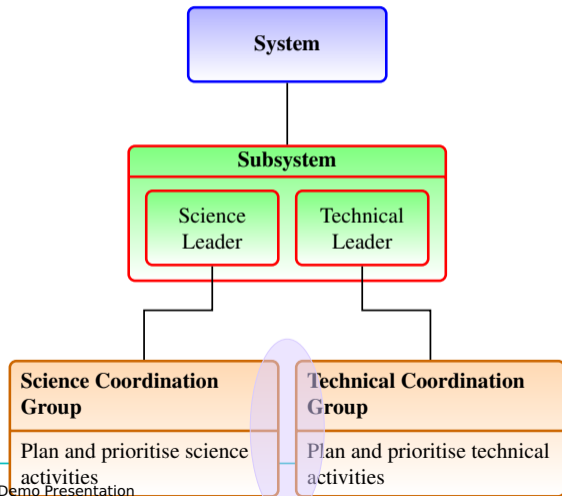 System
Subsystem
Science
Leader
Technical
Leader
Science Coordination
Group
Technical Coordination
Group
Plan and prioritise science
activities
Plan and prioritise technical
activities
Demo Presentation